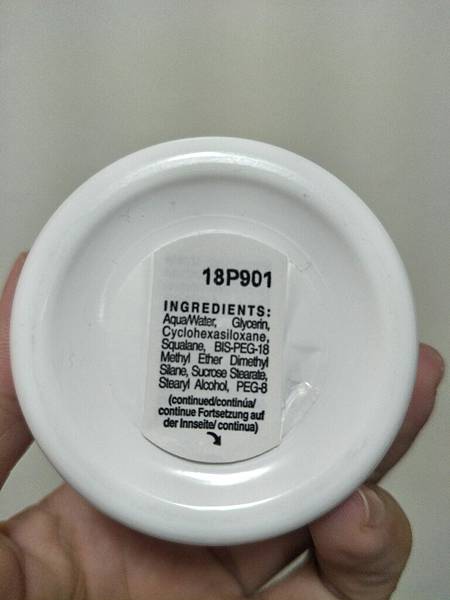 18P901
INGREDIENTS:
Aqua/Water, Glycerin,
Cyclohexasiloxane,
Squalane, BIS-PEG-18
Methyl Ether Dimethyl
Silane, Sucrose Stearate,
Stearyl Alcohol, PEG-8
(continued/continúa/
continue Fortsetzung auf
der Innseite/ continua)